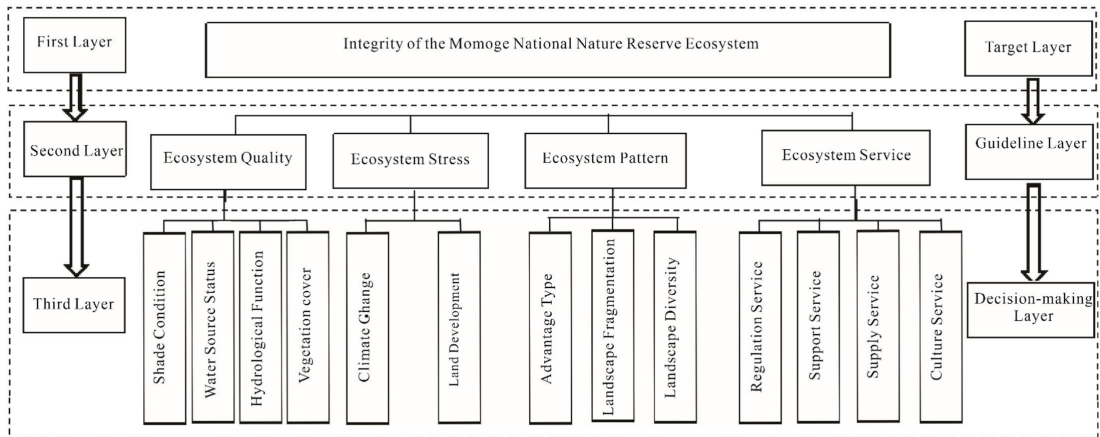 First Layer
Integrity of the Momoge National Nature Reserve Ecosystem
Target Layer
Second Layer
Ecosystem Quality
Ecosystem Stress
Ecosystem Pattern
Ecosystem Service
Guideline Layer
Third Layer
Shade Condition
Water Source Status
Hydrological Function
Vegetation cover
Climate Ghange
Land Development
Advantage Type
Landscape Fragmentation
Landscape Diversity
Regulation Service
Support Service
Supply Service
Culture Service
Decision-making
Layer